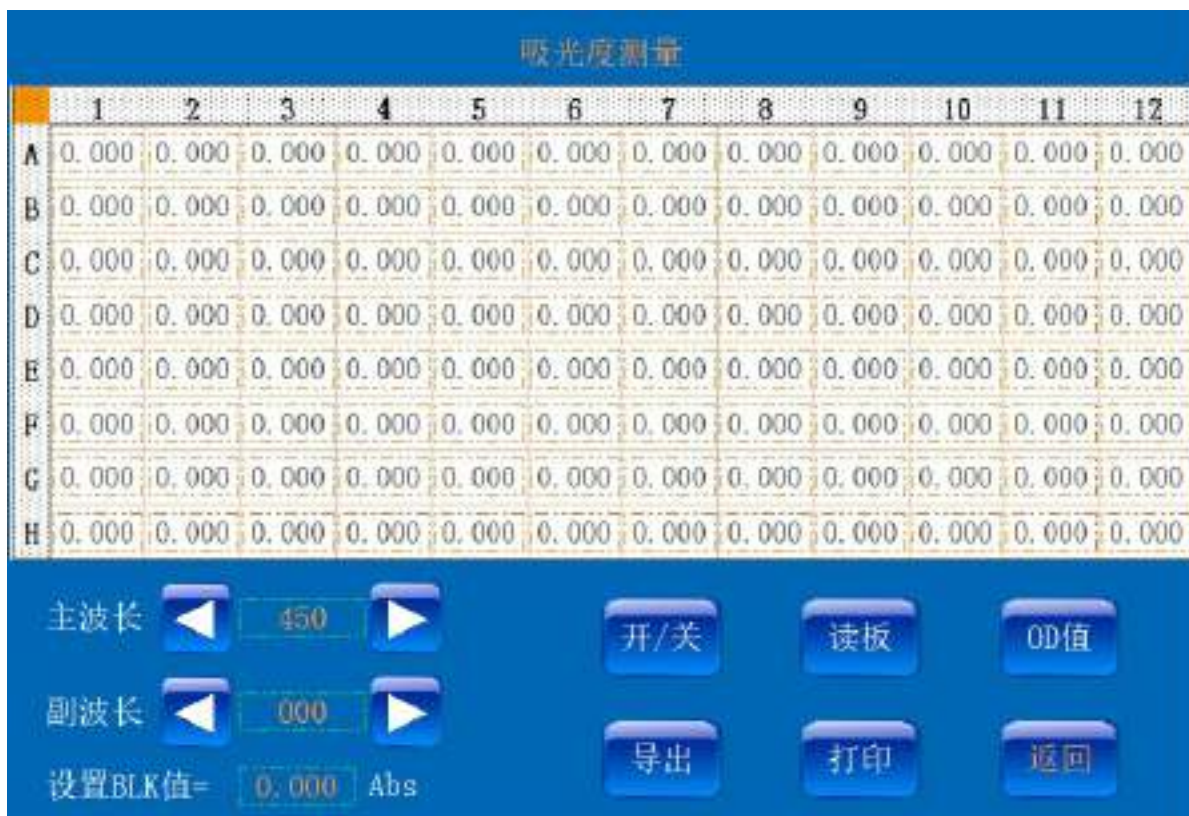 吸光度测量
1 2 3 4 5 6 7 8 9 10 11 12
A 0.000 0.000 0.000 0.000 0.000 0.000 0.000 0.000 0.000 0.000 0.000 0.000
B 0.000 0.000 0.000 0.000 0.000 0.000 0.000 0.000 0.000 0.000 0.000 0.000
C 0.000 0.000 0.000 0.000 0.000 0.000 0.000 0.000 0.000 0.000 0.000 0.000
D 0.000 0.000 0.000 0.000 0.000 0.000 0.000 0.000 0.000 0.000 0.000 0.000
E 0.000 0.000 0.000 0.000 0.000 0.000 0.000 0.000 0.000 0.000 0.000 0.000
F 0.000 0.000 0.000 0.000 0.000 0.000 0.000 0.000 0.000 0.000 0.000 0.000
G 0.000 0.000 0.000 0.000 0.000 0.000 0.000 0.000 0.000 0.000 0.000 0.000
H 0.000 0.000 0.000 0.000 0.000 0.000 0.000 0.000 0.000 0.000 0.000 0.000
主波长 450 开/关 读板 OD值
副波长 000
导出 打印 返回
设置BLK值= 0.000 Abs